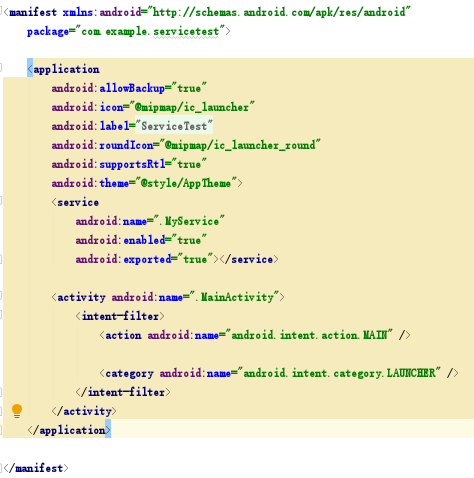 <manifest xmlns:android="http://schemas.android.com/apk/res/android"
package="com.example.servicetest">
<application
android:allowBackup="true"
android:icon="@mipmap/ic_launcher"
android:label="ServiceTest"
android:roundIcon="@mipmap/ic_launcher_round"
android:supportsRtl="true"
android:theme="@style/AppTheme">
<service
android:name=".MyService"
android:enabled="true"
android:exported="true"></service>
<activity android:name=".MainActivity">
<intent-filter>
<action android:name="android.intent.action.MAIN" />
<category android:name="android.intent.category.LAUNCHER" />
</intent-filter>
</activity>
</application>
</manifest>